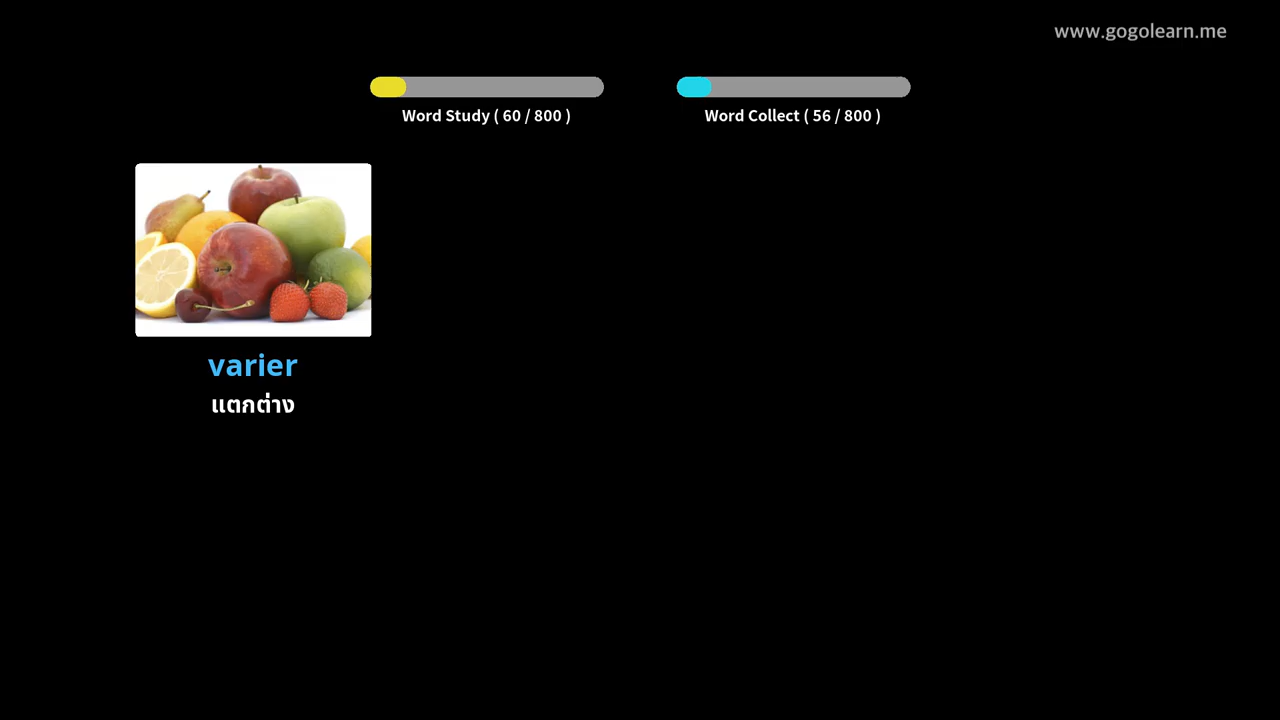 www.gogolearn.me
Word Study ( 60 / 800 )
Word Collect ( 56 / 800 )
varier
แตกต่าง